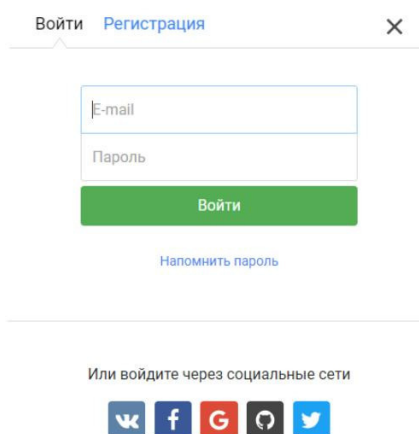 Войти Регистрация
E-mail
Пароль
Войти
Напомнить пароль
Или войдите через социальные сети